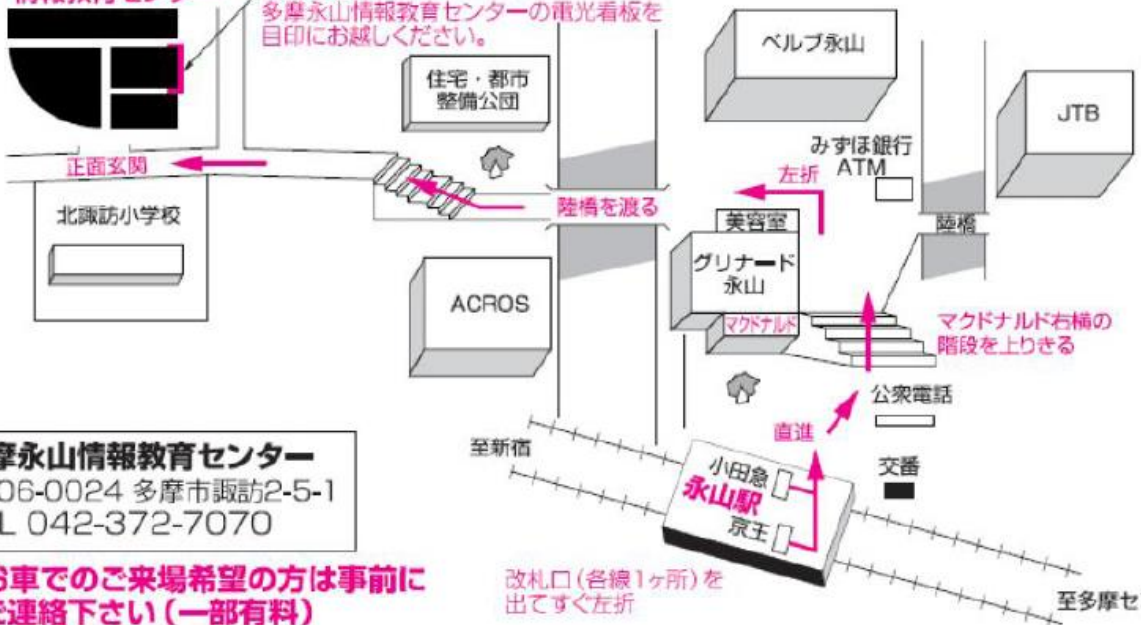 情報教育センター
多摩永山情報教育センターの電光看板を
目印にお越しください。
住宅・都市
整備公団
ベルブ永山
JTB
みずほ銀行
ATM
正面玄関
左折
北諏訪小学校
陸橋を渡る
美容室
陸橋
グリナード
永山
ACROS
マクドナルド
マクドナルド右横の
階段を上りきる
公衆電話
直進
至新宿
交番
小田急
永山駅
京王
摩永山情報教育センター
06-0024 多摩市諏訪2-5-1
L 042-372-7070
お車でのご来場希望の方は事前に
ご連絡下さい(一部有料)
改札口(各線1ヶ所)を
出てすぐ左折
至多摩セ